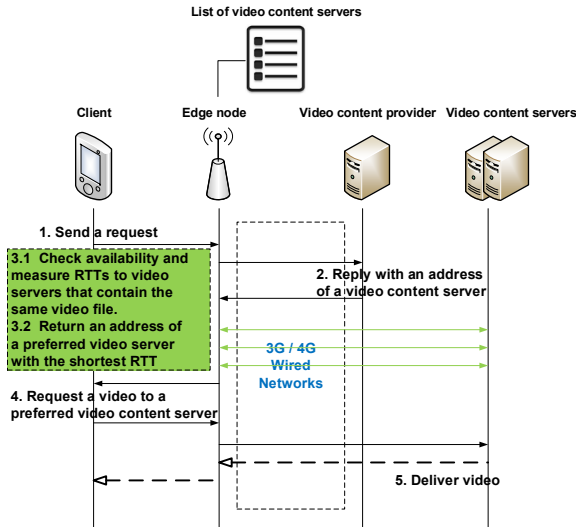 List of video content servers
Client
Edge node
Video content provider
Video content servers
1. Send a request
3.1 Check availability and
measure RTTs to video
servers that contain the
same video file.
3.2 Return an address of
a preferred video server
with the shortest RTT
2. Reply with an address
of a video content server
3G / 4G
Wired
Networks
4. Request a video to a
preferred video content server
5. Deliver video